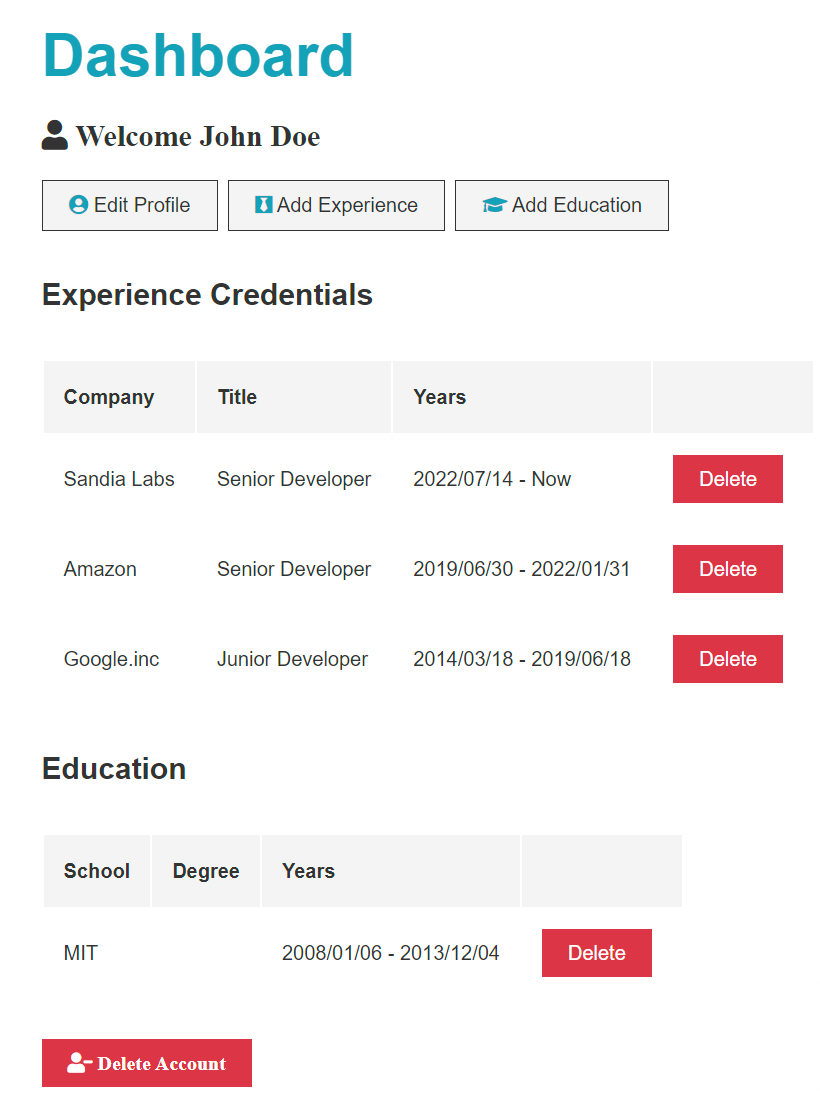 Dashboard
Welcome John Doe
Edit Profile Add Experience Add Education
Experience Credentials
Company Title Years
Sandia Labs Senior Developer 2022/07/14 - Now Delete
Amazon Senior Developer 2019/06/30 - 2022/01/31 Delete
Google.inc Junior Developer 2014/03/18 - 2019/06/18 Delete
Education
School Degree Years
MIT 2008/01/06 - 2013/12/04 Delete
Delete Account